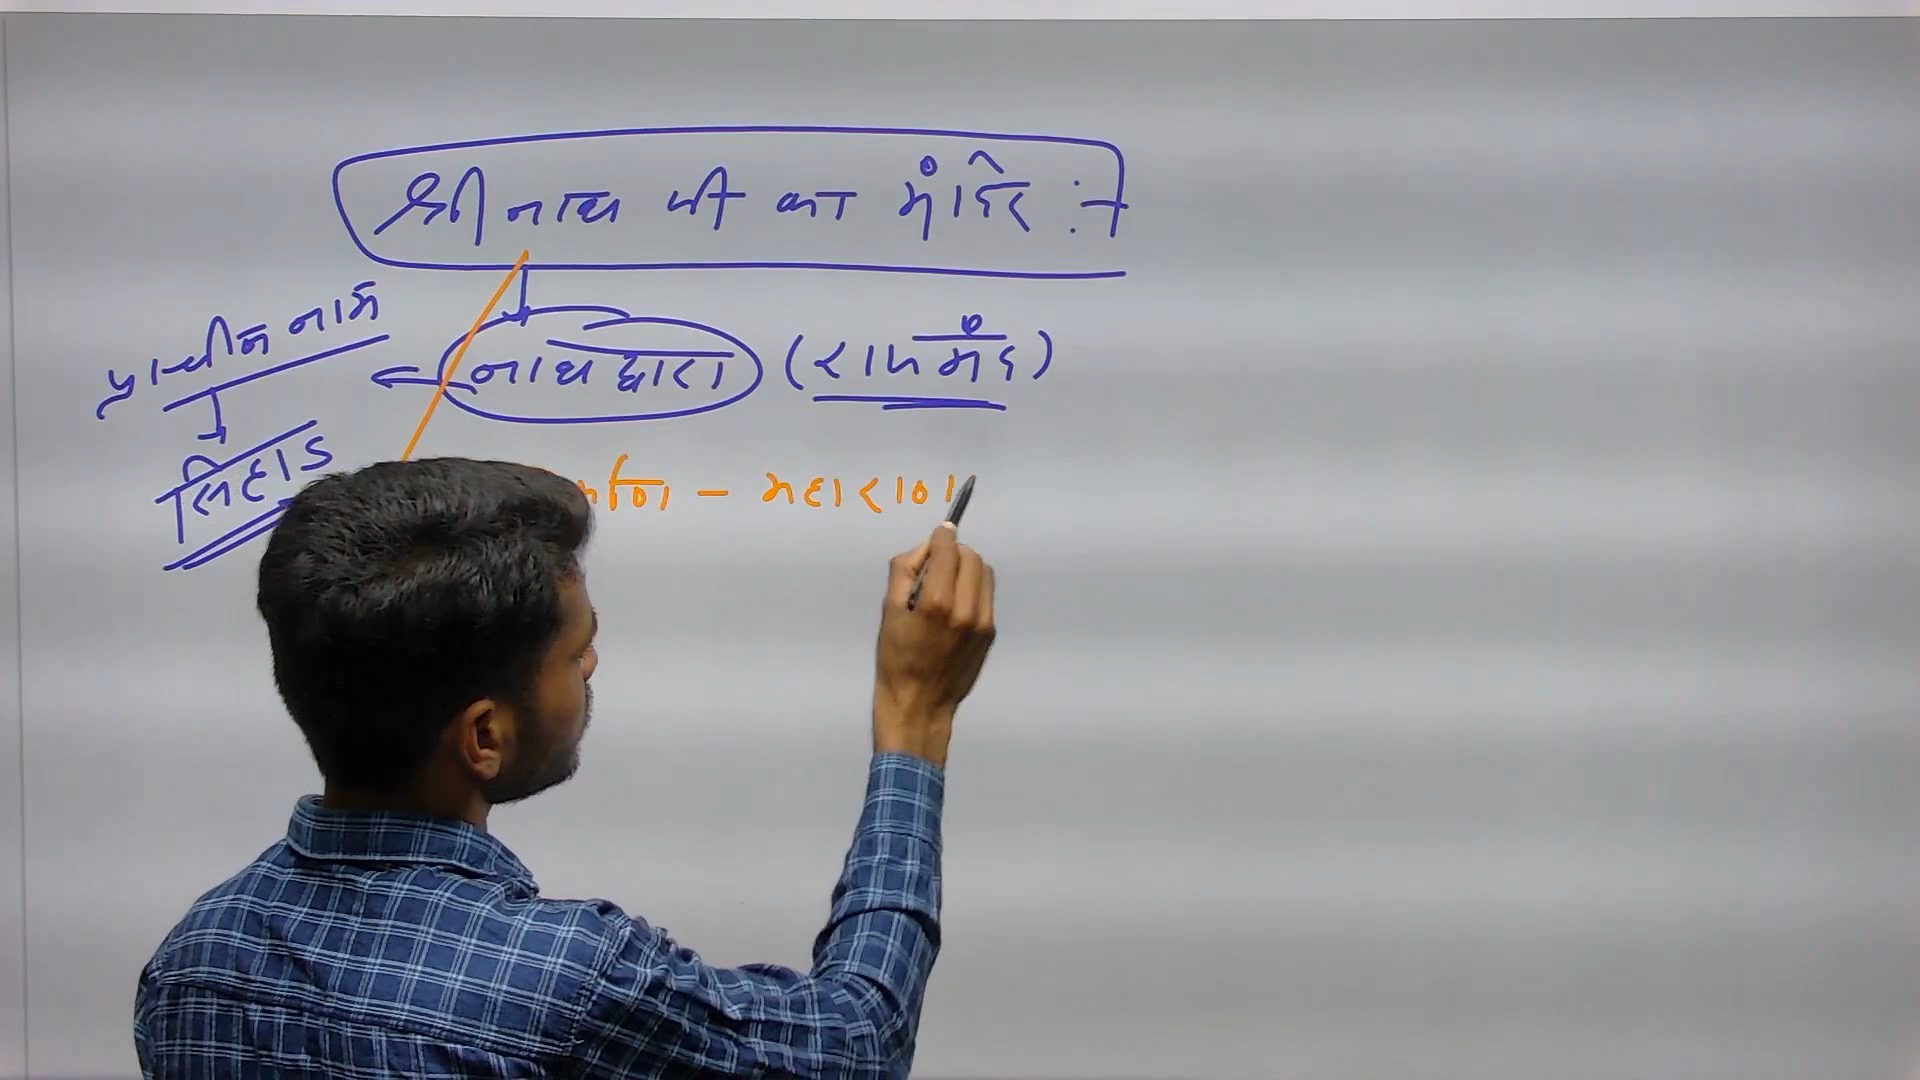 श्रीनाथ जी का मंदिर :-
प्राचीन नाम
नाथद्वारा (राजसमंद)
सिहाड
- महाराणा